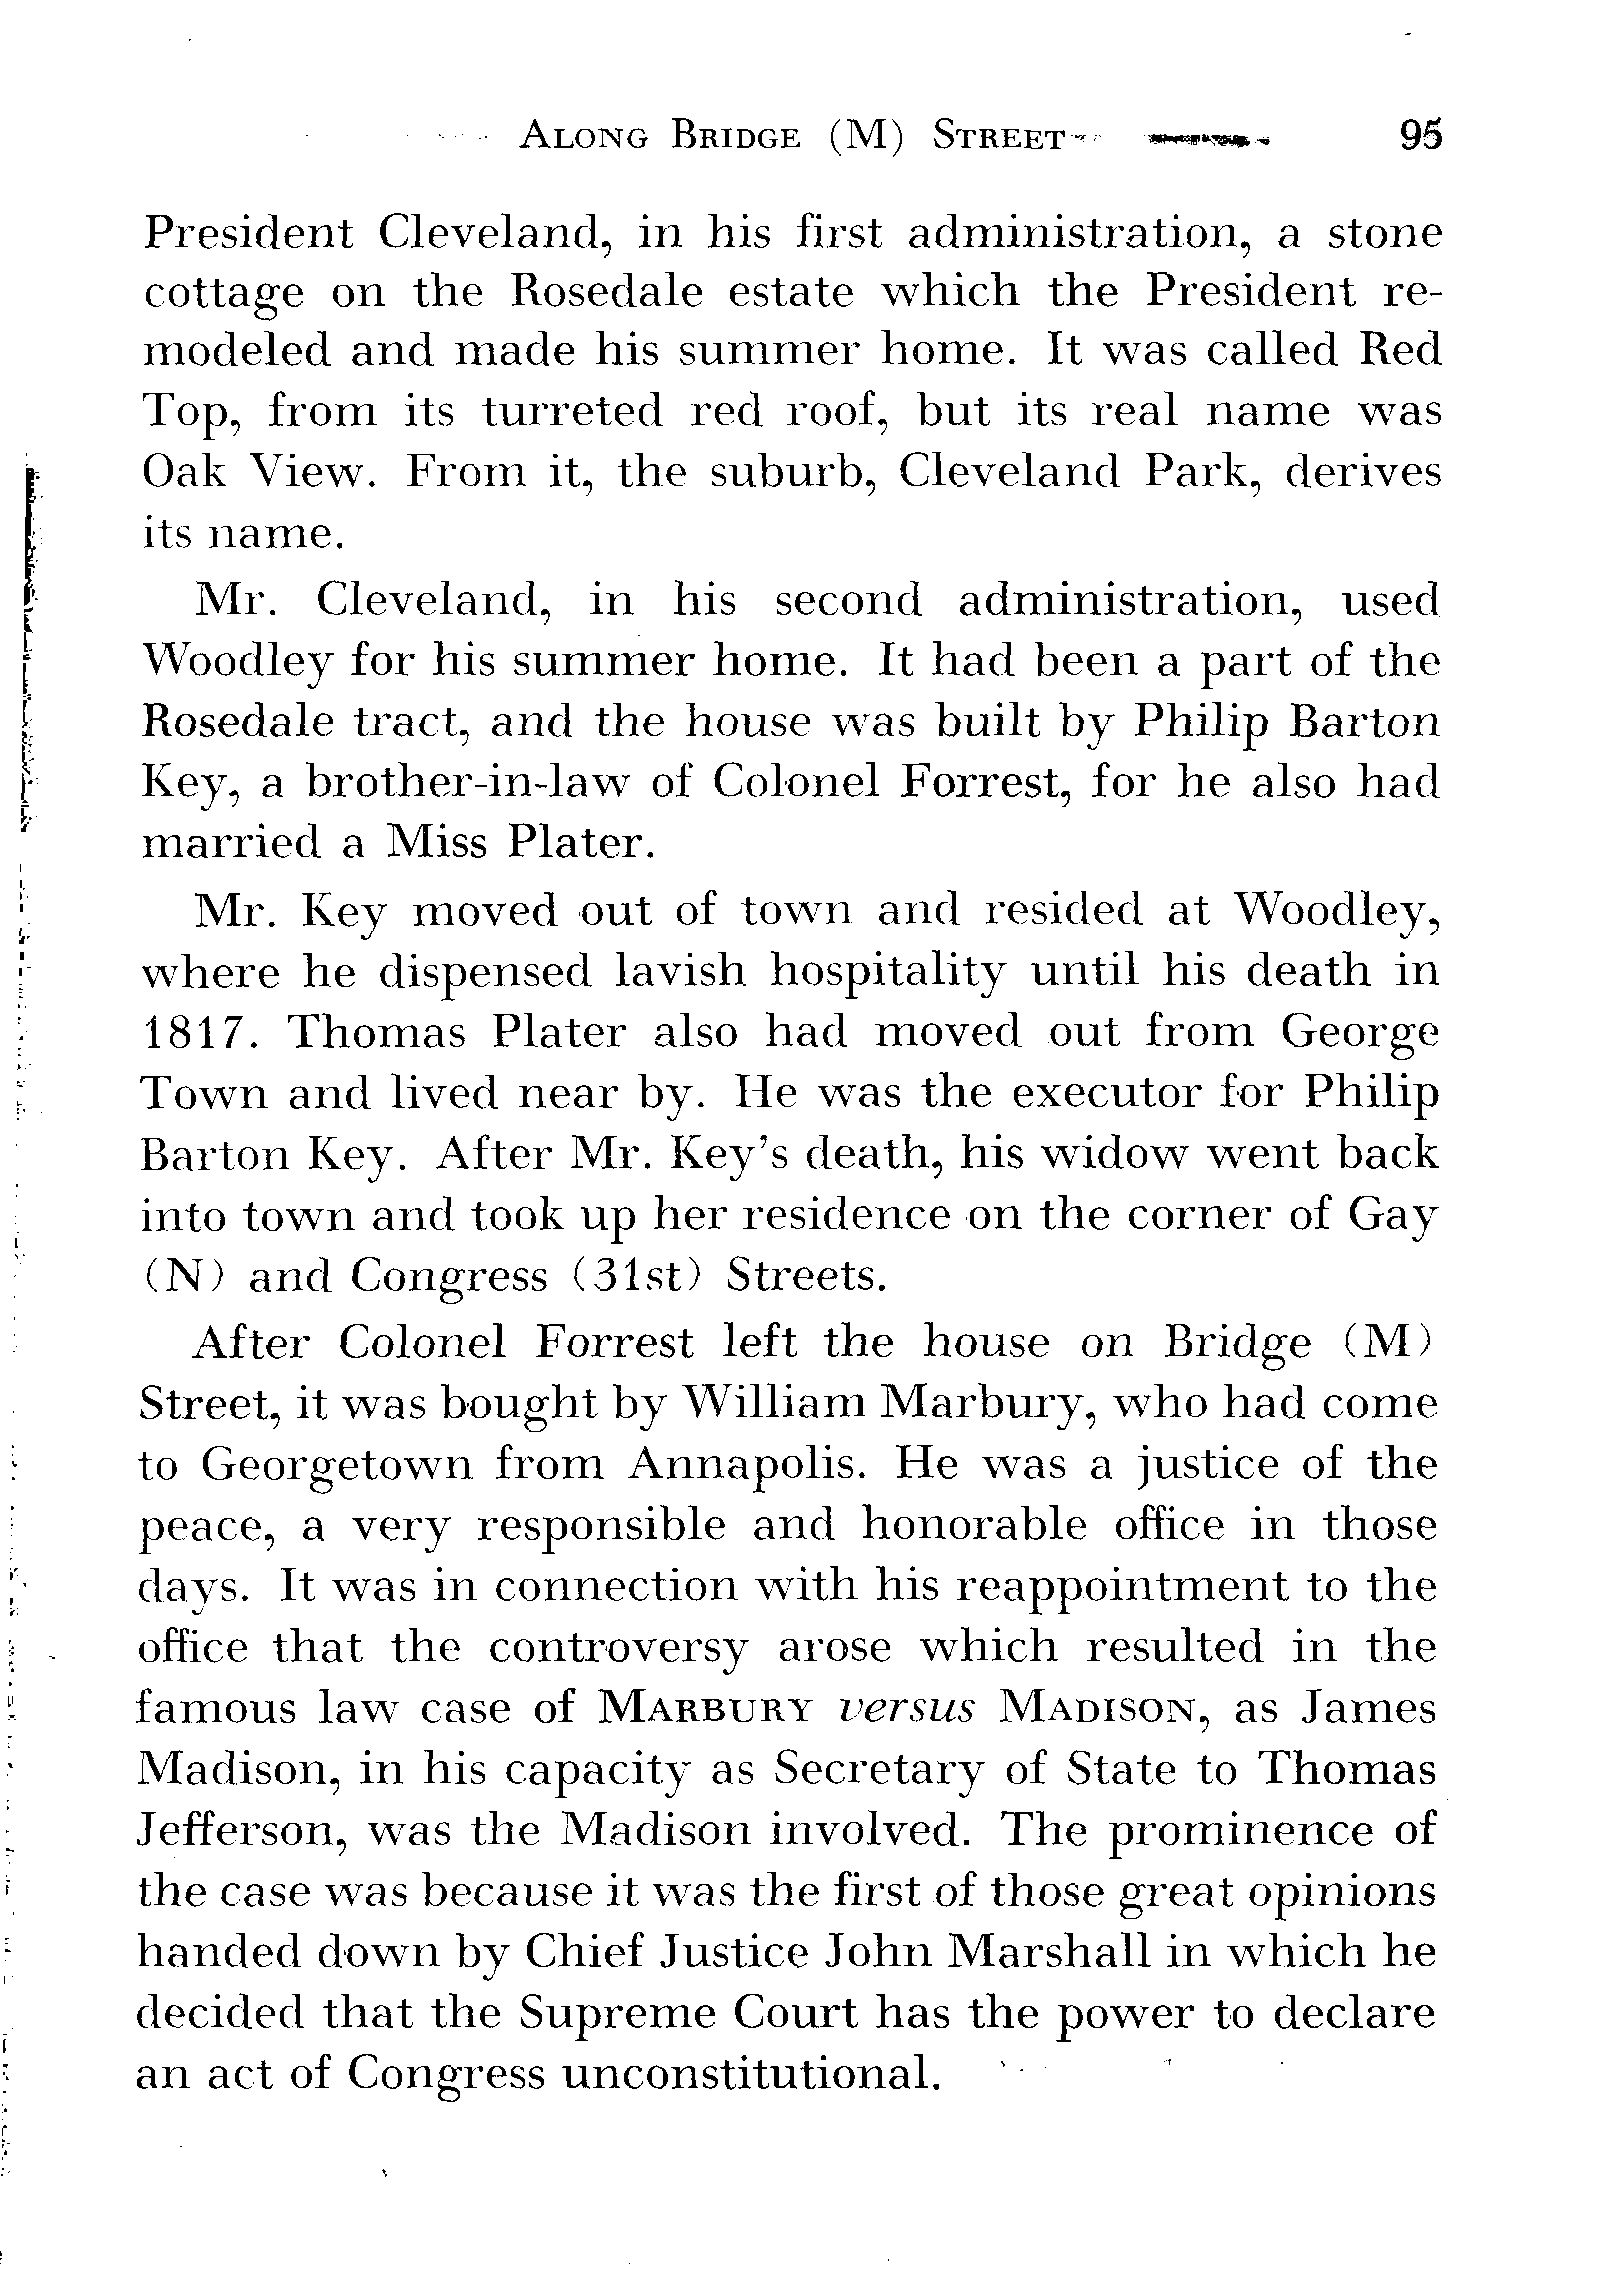 ALONG BRIDGE (M) STREET 95
President Cleveland, in his first administration, a stone
cottage on the Rosedale estate which the President re-
modeled and made his summer home. It was called Red
Top, from its turreted red roof, but its real name was
Oak View. From it, the suburb, Cleveland Park, derives
its name.
Mr. Cleveland, in his second administration, used
Woodley for his summer home. It had been a part of the
Rosedale tract, and the house was built by Philip Barton
Key, a brother-in-law of Colonel Forrest, for he also had
married a Miss Plater.
Mr. Key moved out of town and resided at Woodley,
where he dispensed lavish hospitality until his death in
1817. Thomas Plater also had moved out from George
Town and lived near by. He was the executor for Philip
Barton Key. After Mr. Key's death, his widow went back
into town and took up her residence on the corner of Gay
(N) and Congress (31st) Streets.
After Colonel Forrest left the house on Bridge (M)
Street, it was bought by William Marbury, who had come
to Georgetown from Annapolis. He was a justice of the
peace, a very responsible and honorable office in those
days. It was in connection with his reappointment to the
office that the controversy arose which resulted in the
famous law case of MARBURY versus MADISON, as James
Madison, in his capacity as Secretary of State to Thomas
Jefferson, was the Madison involved. The prominence of
the case was because it was the first of those great opinions
handed down by Chief Justice John Marshall in which he
decided that the Supreme Court has the power to declare
an act of Congress unconstitutional.